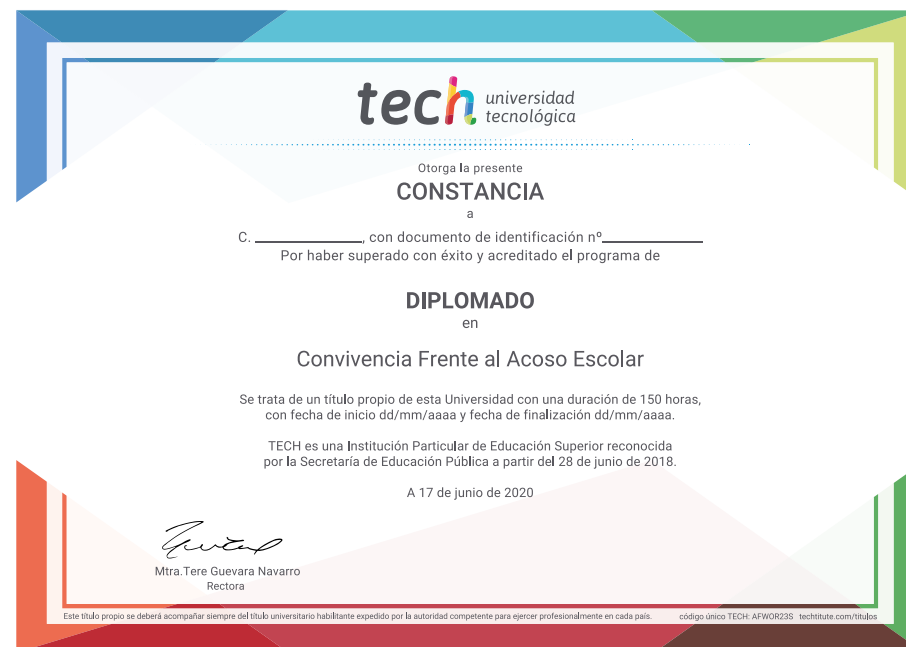 tech universidad
tecnológica
Otorga la presente
CONSTANCIA
a
C. ____________, con documento de identificación nº____________
Por haber superado con éxito y acreditado el programa de
DIPLOMADO
en
Convivencia Frente al Acoso Escolar
Se trata de un título propio de esta Universidad con una duración de 150 horas,
con fecha de inicio dd/mm/aaaa y fecha de finalización dd/mm/aaaa.
TECH es una Institución Particular de Educación Superior reconocida
por la Secretaría de Educación Pública a partir del 28 de junio de 2018.
A 17 de junio de 2020
Mtra.Tere Guevara Navarro
Rectora
Este título propio se deberá acompañar siempre del título universitario habilitante expedido por la autoridad competente para ejercer profesionalmente en cada país. código único TECH: AFWOR23S techtitute.com/titulos